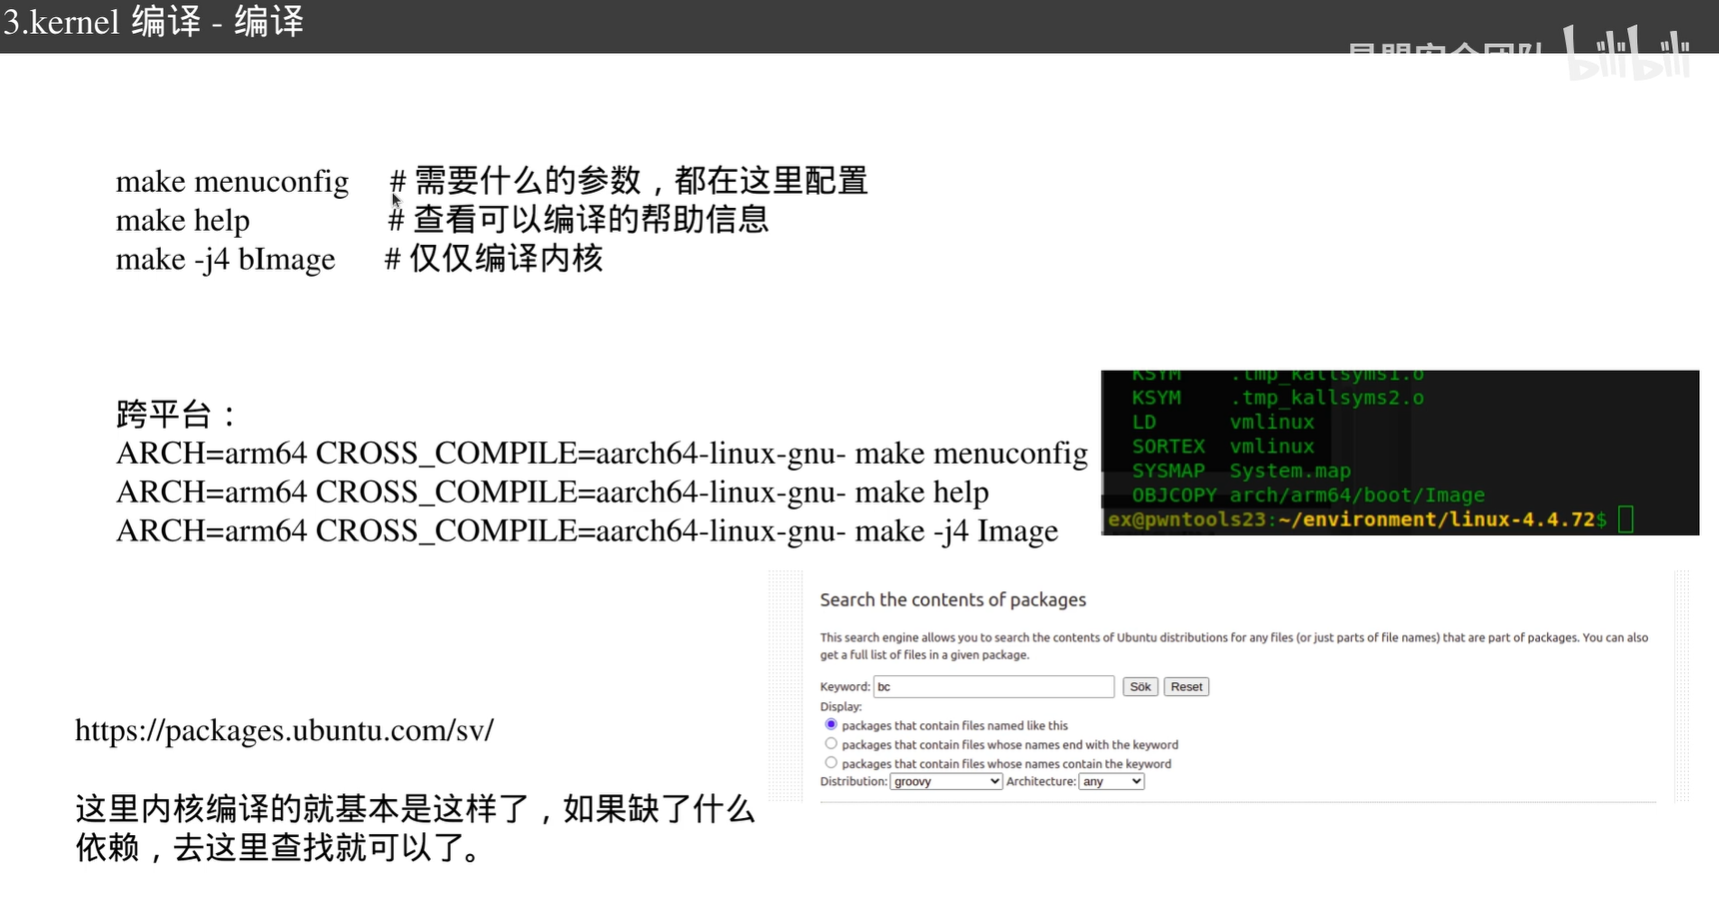 3.kernel 编译 - 编译
bilibili
make menuconfig # 需要什么的参数，都在这里配置
make help # 查看可以编译的帮助信息
make -j4 bImage # 仅仅编译内核
跨平台：
ARCH=arm64 CROSS_COMPILE=aarch64-linux-gnu- make menuconfig
ARCH=arm64 CROSS_COMPILE=aarch64-linux-gnu- make help
ARCH=arm64 CROSS_COMPILE=aarch64-linux-gnu- make -j4 Image
KSYM .tmp_kallsyms1.o
KSYM .tmp_kallsyms2.o
LD vmlinux
SORTEX vmlinux
SYSMAP System.map
OBJCOPY arch/arm64/boot/Image
ex@pwntools23:~/environment/linux-4.4.72$
Search the contents of packages
This search engine allows you to search the contents of Ubuntu distributions for any files (or just parts of file names) that are part of packages. You can also
get a full list of files in a given package.
Keyword: bc Sök Reset
Display:
packages that contain files named like this
packages that contain files whose names end with the keyword
packages that contain files whose names contain the keyword
Distribution: groovy Architecture: any
https://packages.ubuntu.com/sv/
这里内核编译的就基本是这样了，如果缺了什么
依赖，去这里查找就可以了。